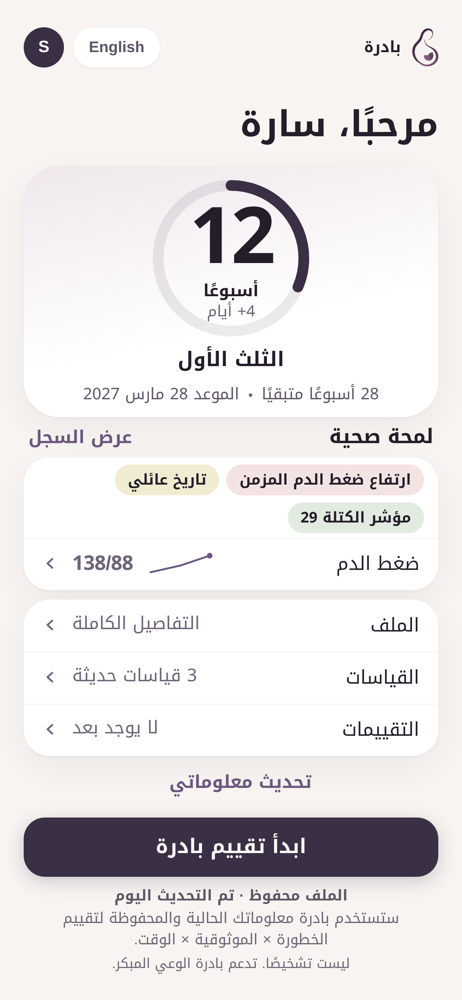 بادرة
English
S
مرحبًا، سارة
12
أسبوعًا
+4 أيام
الثلث الأول
28 أسبوعًا متبقيًا • الموعد 28 مارس 2027
لمحة صحية
عرض السجل
ارتفاع ضغط الدم المزمن
تاريخ عائلي
مؤشر الكتلة 29
ضغط الدم
138/88
الملف
التفاصيل الكاملة
القياسات
3 قياسات حديثة
التقييمات
لا يوجد بعد
تحديث معلوماتي
ابدأ تقييم بادرة
الملف محفوظ · تم التحديث اليوم
ستستخدم بادرة معلوماتك الحالية والمحفوظة لتقييم
الخطورة × الموثوقية × الوقت.
ليست تشخيصًا. تدعم بادرة الوعي المبكر.